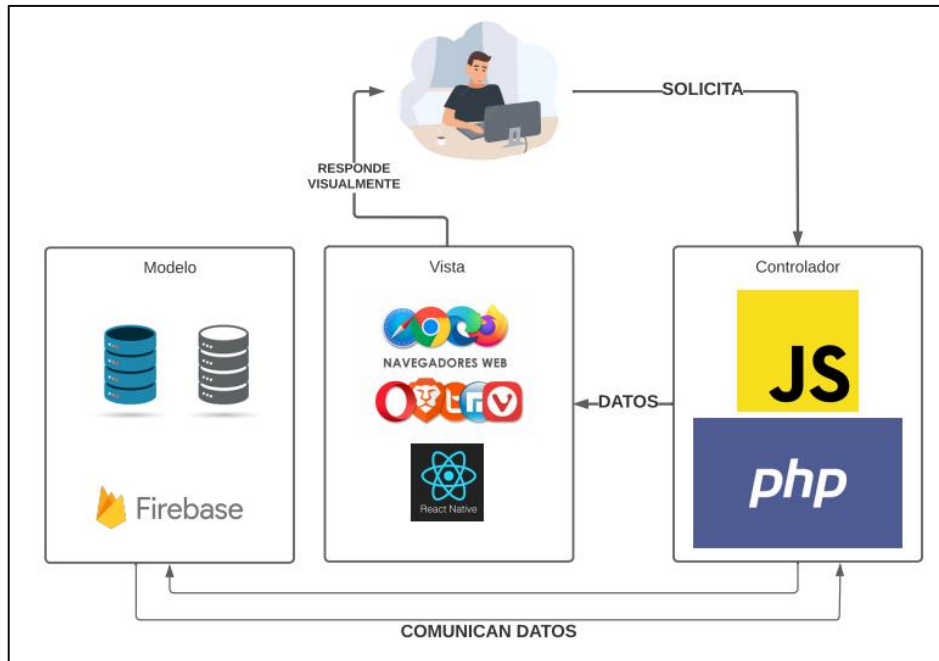 SOLICITA
RESPONDE
VISUALMENTE
Modelo
Vista
Controlador
NAVEGADORES WEB
JS
DATOS
php
Firebase
React Native
COMUNICAN DATOS